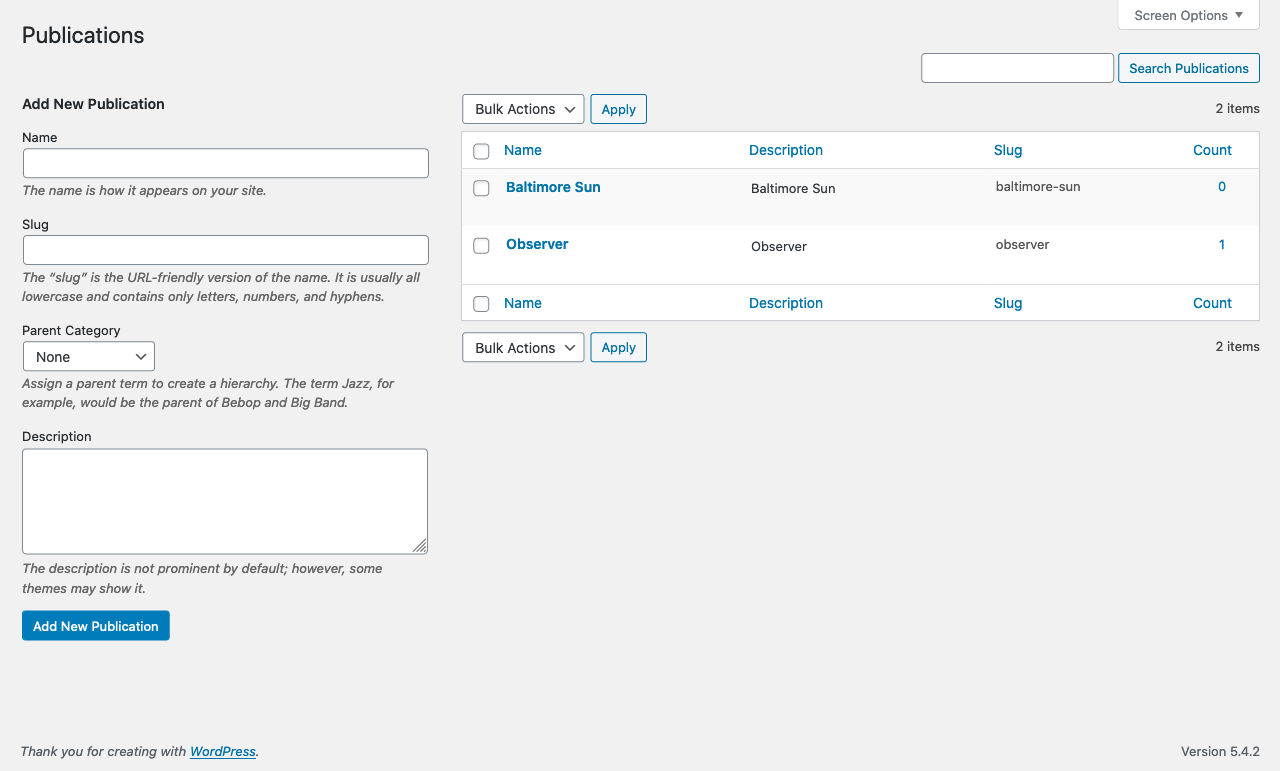 Screen Options
Publications
Search Publications
Add New Publication
Name
The name is how it appears on your site.
Slug
The “slug” is the URL-friendly version of the name. It is usually all
lowercase and contains only letters, numbers, and hyphens.
Parent Category
None
Assign a parent term to create a hierarchy. The term Jazz, for
example, would be the parent of Bebop and Big Band.
Description
The description is not prominent by default; however, some
themes may show it.
Add New Publication
Bulk Actions Apply 2 items
Name Description Slug Count
Baltimore Sun Baltimore Sun baltimore-sun 0
Observer Observer observer 1
Name Description Slug Count
Bulk Actions Apply 2 items
Thank you for creating with WordPress. Version 5.4.2